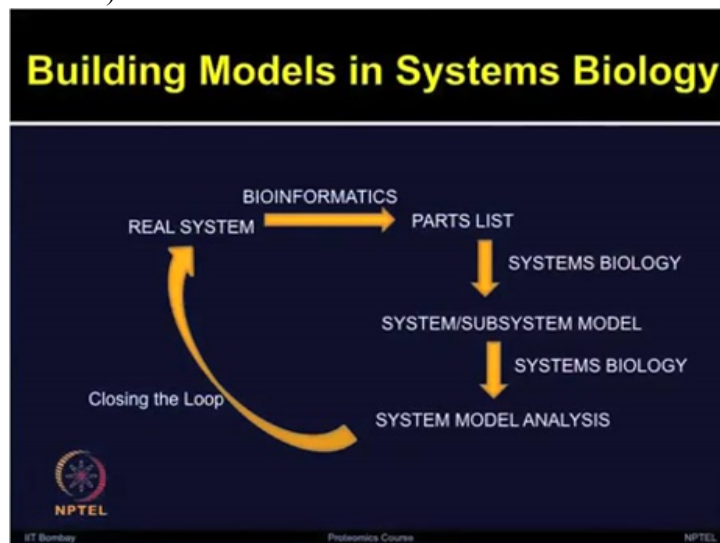 Building Models in Systems Biology
BIOINFORMATICS
REAL SYSTEM
PARTS LIST
SYSTEMS BIOLOGY
SYSTEM/SUBSYSTEM MODEL
SYSTEMS BIOLOGY
Closing the Loop
SYSTEM MODEL ANALYSIS
NPTEL
IIT Bombay
Proteomics Course
NPTEL